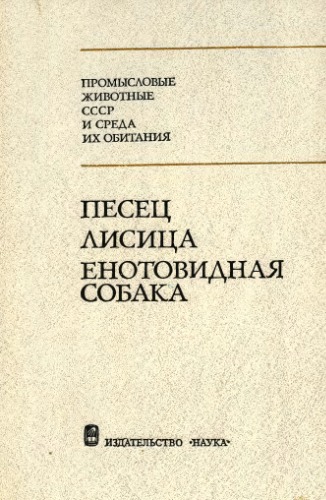 ПРОМЫСЛОВЫЕ
ЖИВОТНЫЕ
СССР
И СРЕДА
ИХ ОБИТАНИЯ
ПЕСЕЦ
ЛИСИЦА
ЕНОТОВИДНАЯ
СОБАКА
ИЗДАТЕЛЬСТВО «НАУКА»